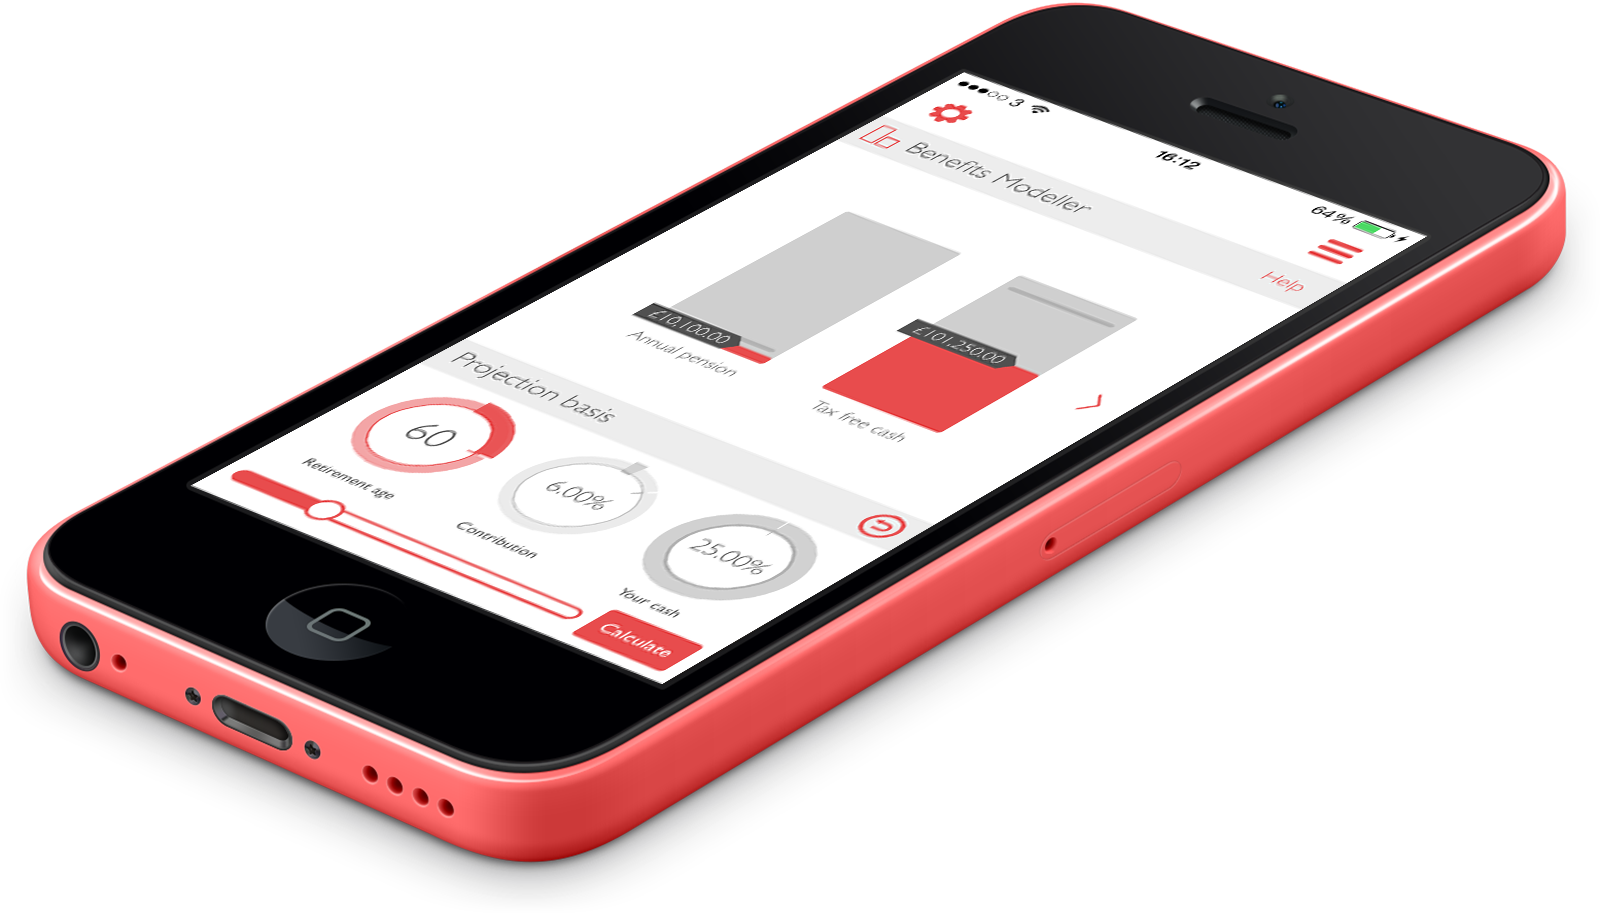 3
16:12
64%
Benefits Modeller
Help
£10,100.00
Annual pension
£101,250.00
Tax free cash
Projection basis
60
Retirement age
6.00%
Contribution
25.00%
Your cash
Calculate